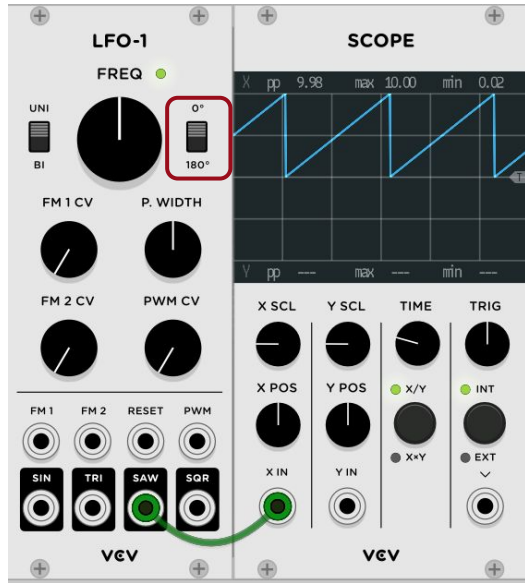 LFO-1
FREQ
UNI
BI
0°
180°
FM 1 CV
P. WIDTH
FM 2 CV
PWM CV
FM 1 FM 2 RESET PWM
SIN TRI SAW SQR
VCV
SCOPE
X pp 9.98 max 10.00 min 0.02
T
Y pp --- max --- min ---
X SCL Y SCL TIME TRIG
X POS Y POS
X/Y
X×Y
INT
EXT
X IN Y IN
VCV